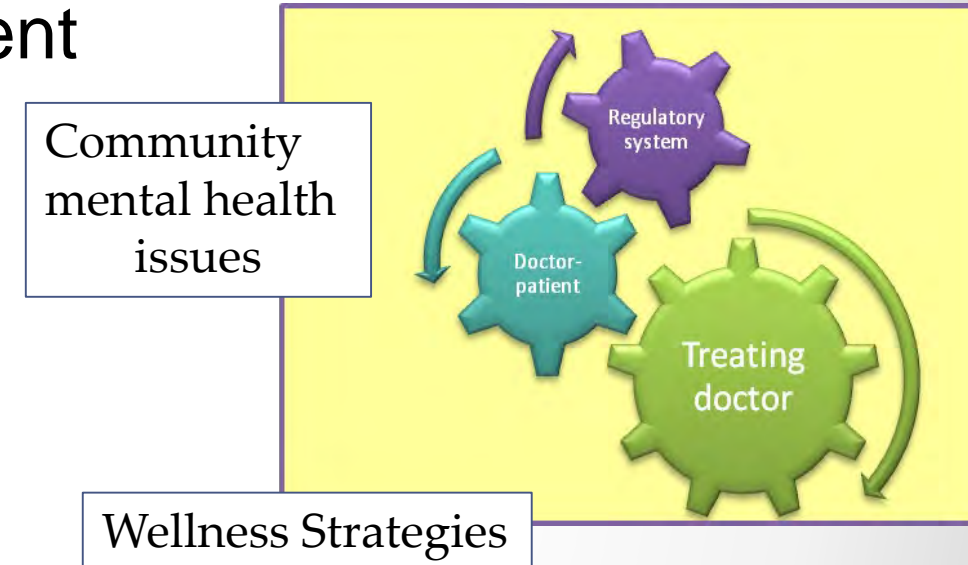 ent
Community
mental health
issues
Regulatory
system
Doctor-
patient
Treating
doctor
Wellness Strategies